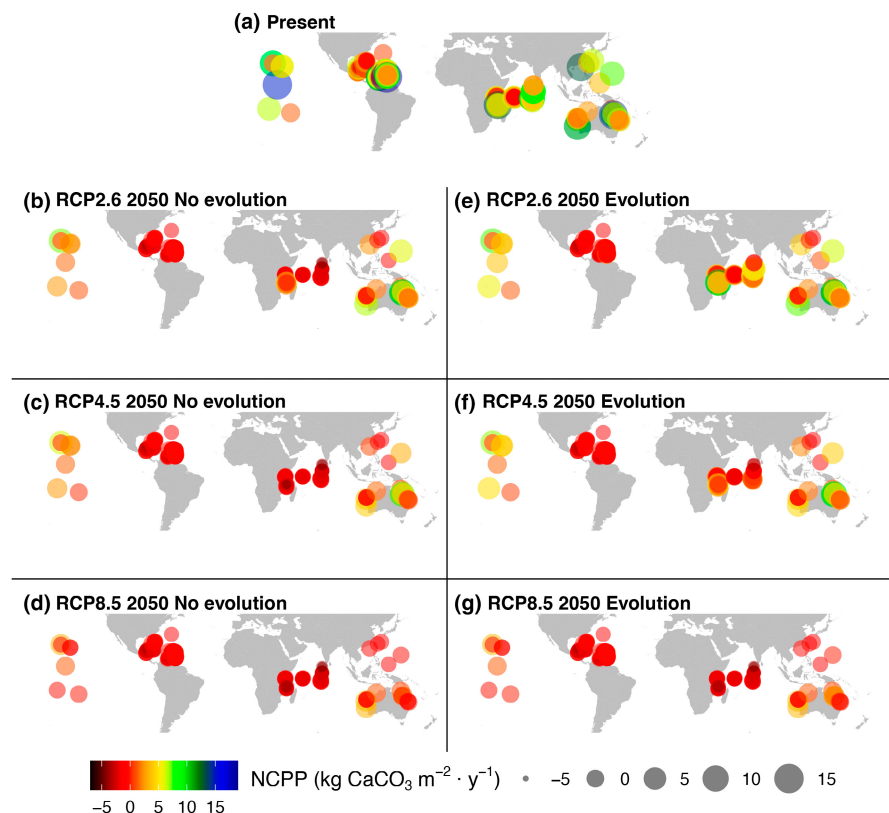 (a) Present
(b) RCP2.6 2050 No evolution
(e) RCP2.6 2050 Evolution
(c) RCP4.5 2050 No evolution
(f) RCP4.5 2050 Evolution
(d) RCP8.5 2050 No evolution
(g) RCP8.5 2050 Evolution
NCPP (kg CaCO₃ m⁻² · y⁻¹) −5 0 5 10 15
−5 0 5 10 15